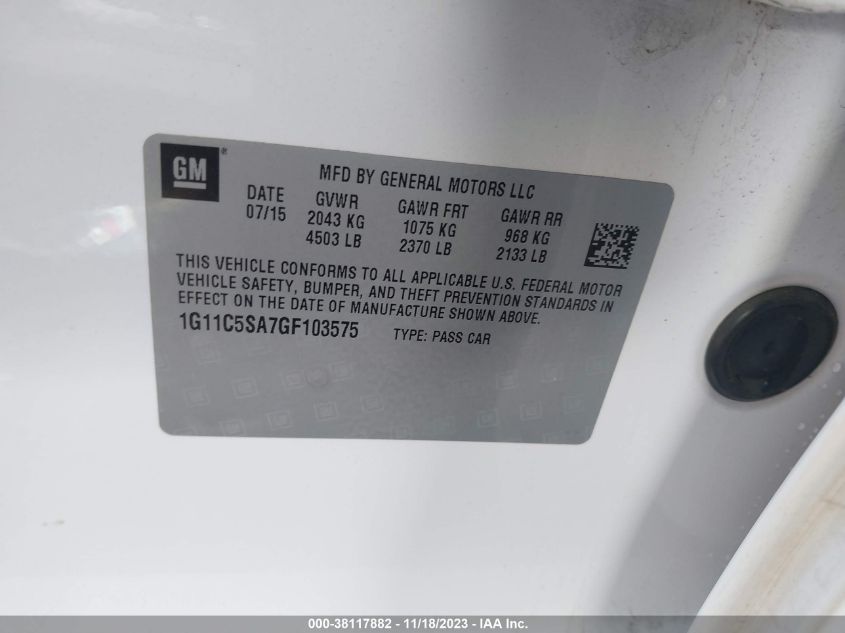 GM®
MFD BY GENERAL MOTORS LLC
DATE GVWR GAWR FRT GAWR RR
07/15 2043 KG 1075 KG 968 KG
4503 LB 2370 LB 2133 LB
THIS VEHICLE CONFORMS TO ALL APPLICABLE U.S. FEDERAL MOTOR
VEHICLE SAFETY, BUMPER, AND THEFT PREVENTION STANDARDS IN
EFFECT ON THE DATE OF MANUFACTURE SHOWN ABOVE.
1G11C5SA7GF103575 TYPE: PASS CAR
000-38117882 - 11/18/2023 - IAA Inc.